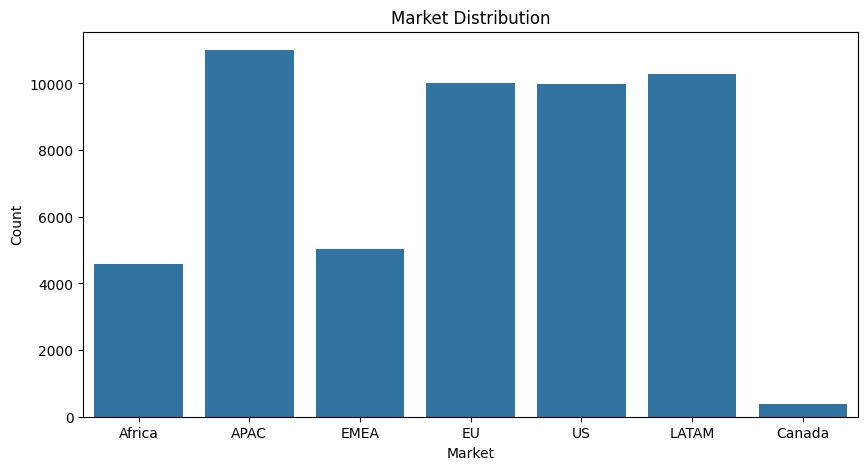 Market Distribution
Count
10000
8000
6000
4000
2000
0
Africa APAC EMEA EU US LATAM Canada
Market